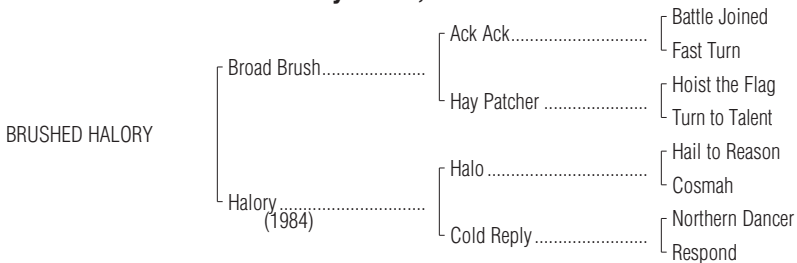 Battle Joined
Ack Ack
Fast Turn
Broad Brush
Hoist the Flag
Hay Patcher
Turn to Talent
BRUSHED HALORY
Hail to Reason
Halo
Cosmah
Halory
(1984)
Northern Dancer
Cold Reply
Respond